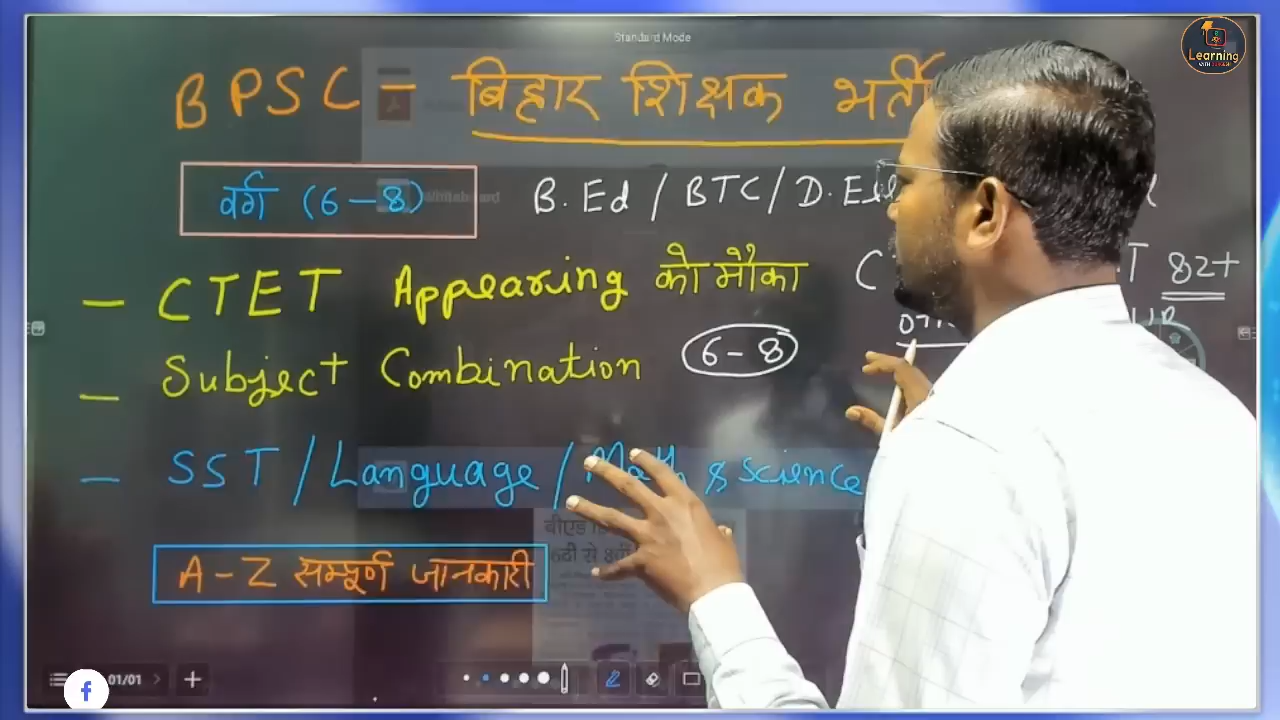 Standard Mode
Learning
BPSC - बिहार शिक्षक भर्ती
वर्ग (6-8) B.Ed / BTC / D.
- CTET Appearing को मौका 82+
- Subject Combination (6-8)
- SST / Language / Math & Science
A-Z सम्पूर्ण जानकारी
01/01